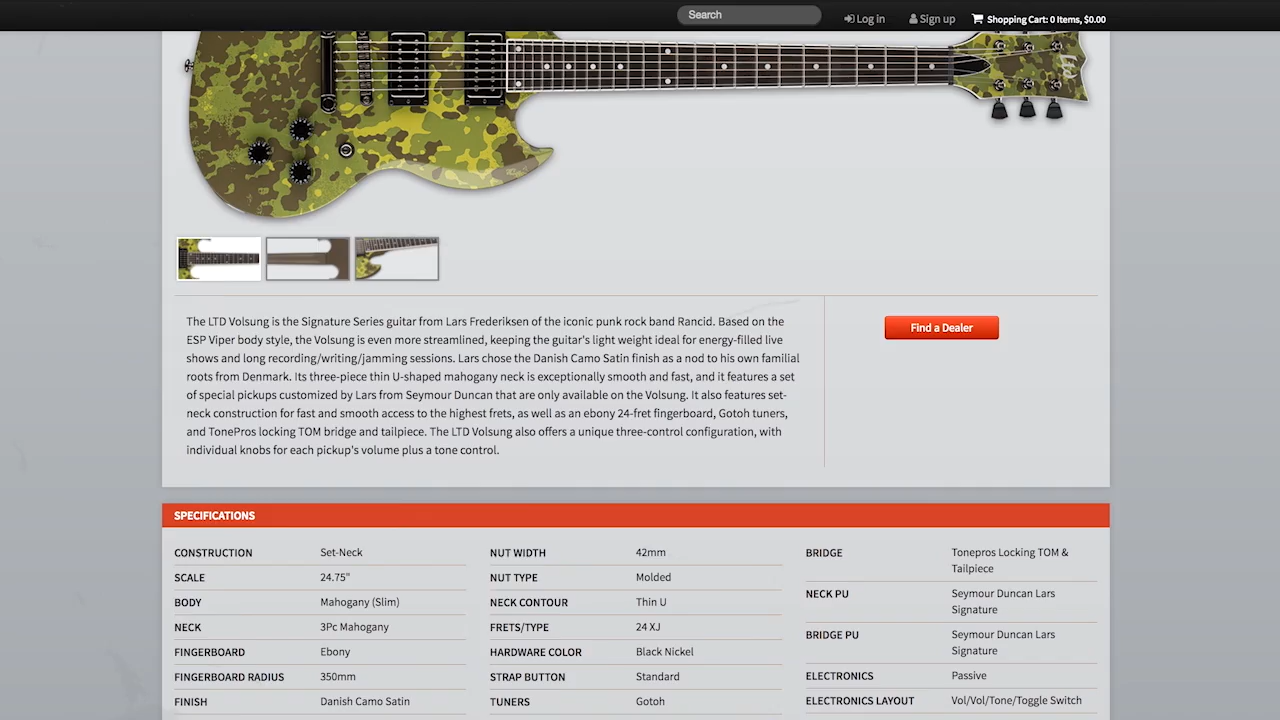 Search
Log in
Sign up
Shopping Cart: 0 Items, $0.00
The LTD Volsung is the Signature Series guitar from Lars Frederiksen of the iconic punk rock band Rancid. Based on the
ESP Viper body style, the Volsung is even more streamlined, keeping the guitar's light weight ideal for energy-filled live
shows and long recording/writing/jamming sessions. Lars chose the Danish Camo Satin finish as a nod to his own familial
roots from Denmark. Its three-piece thin U-shaped mahogany neck is exceptionally smooth and fast, and it features a set
of special pickups customized by Lars from Seymour Duncan that are only available on the Volsung. It also features set-
neck construction for fast and smooth access to the highest frets, as well as an ebony 24-fret fingerboard, Gotoh tuners,
and TonePros locking TOM bridge and tailpiece. The LTD Volsung also offers a unique three-control configuration, with
individual knobs for each pickup's volume plus a tone control.
Find a Dealer
SPECIFICATIONS
CONSTRUCTION Set-Neck
SCALE 24.75"
BODY Mahogany (Slim)
NECK 3Pc Mahogany
FINGERBOARD Ebony
FINGERBOARD RADIUS 350mm
FINISH Danish Camo Satin
NUT WIDTH 42mm
NUT TYPE Molded
NECK CONTOUR Thin U
FRETS/TYPE 24 XJ
HARDWARE COLOR Black Nickel
STRAP BUTTON Standard
TUNERS Gotoh
BRIDGE Tonepros Locking TOM &
Tailpiece
NECK PU Seymour Duncan Lars
Signature
BRIDGE PU Seymour Duncan Lars
Signature
ELECTRONICS Passive
ELECTRONICS LAYOUT Vol/Vol/Tone/Toggle Switch